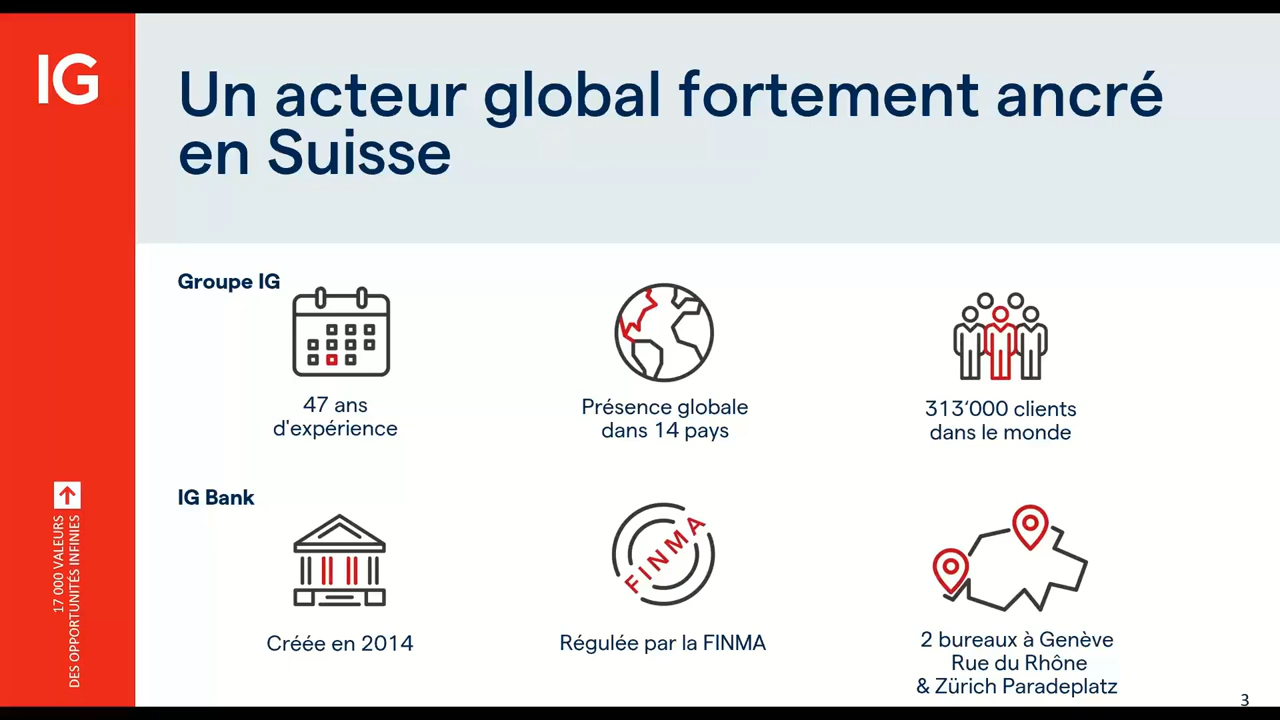 IG
Un acteur global fortement ancré
en Suisse
Groupe IG
47 ans
d'expérience
Présence globale
dans 14 pays
313‘000 clients
dans le monde
IG Bank
FINMA
Créée en 2014
Régulée par la FINMA
2 bureaux à Genève
Rue du Rhône
& Zürich Paradeplatz
17 000 VALEURS
DES OPPORTUNITÉS INFINIES
3